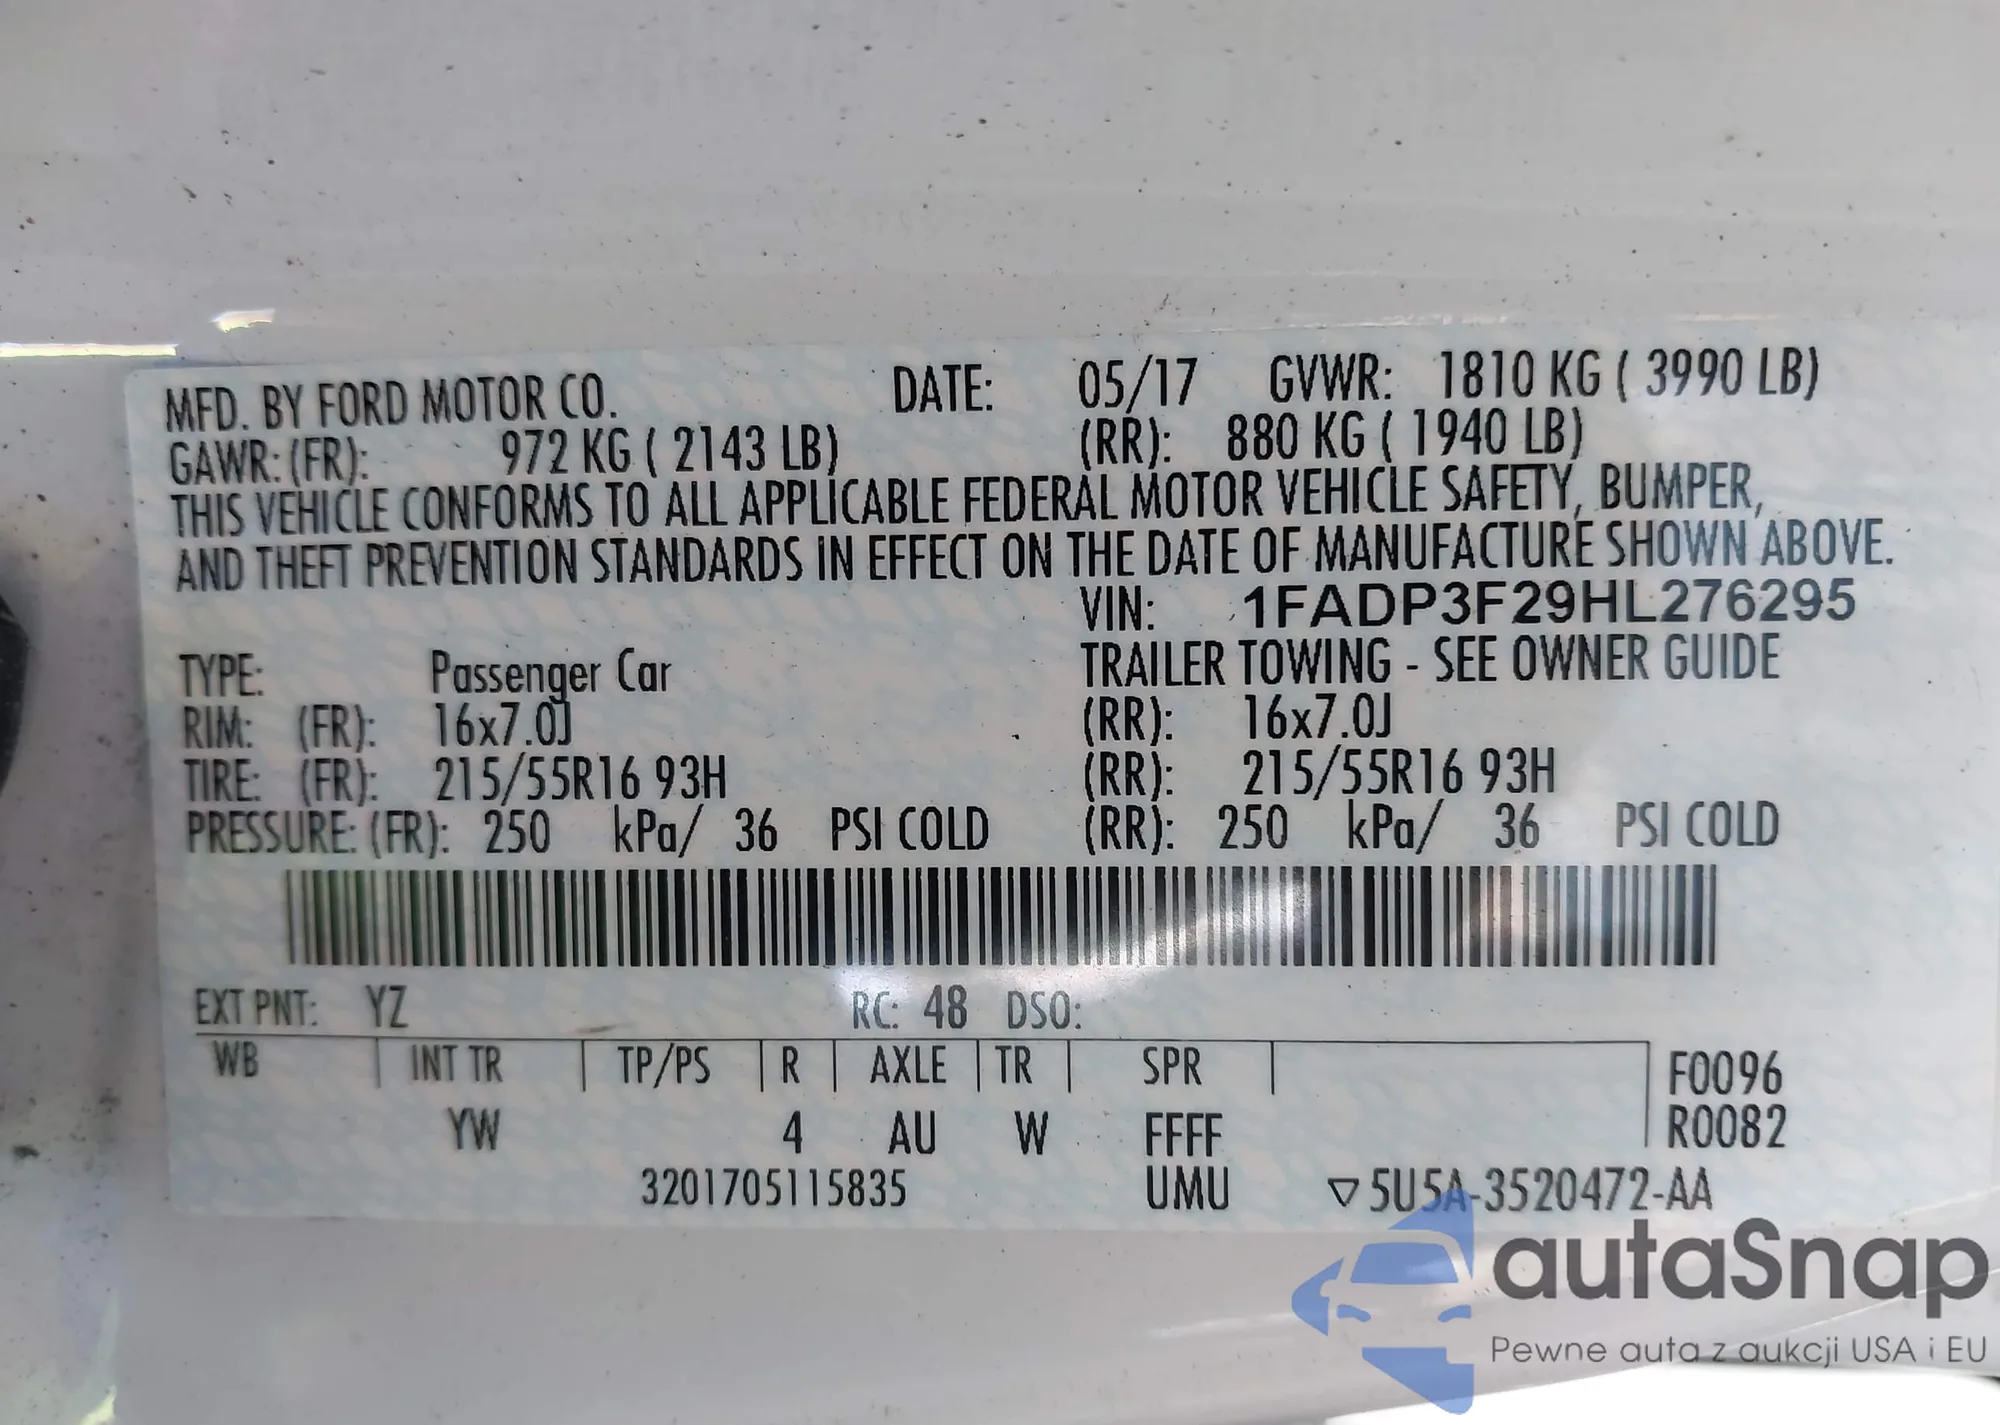 MFD. BY FORD MOTOR CO. DATE: 05/17 GVWR: 1810 KG ( 3990 LB)
GAWR: (FR): 972 KG ( 2143 LB) (RR): 880 KG ( 1940 LB)
THIS VEHICLE CONFORMS TO ALL APPLICABLE FEDERAL MOTOR VEHICLE SAFETY, BUMPER,
AND THEFT PREVENTION STANDARDS IN EFFECT ON THE DATE OF MANUFACTURE SHOWN ABOVE.
VIN: 1FADP3F29HL276295
TYPE: Passenger Car TRAILER TOWING - SEE OWNER GUIDE
RIM: (FR): 16x7.0J (RR): 16x7.0J
TIRE: (FR): 215/55R16 93H (RR): 215/55R16 93H
PRESSURE: (FR): 250 kPa/ 36 PSI COLD (RR): 250 kPa/ 36 PSI COLD
EXT PNT: YZ RC: 48 DSO:
WB INT TR TP/PS R AXLE TR SPR F0096
YW 4 AU W FFFF R0082
3201705115835 UMU ▽5U5A-3520472-AA
autaSnap
Pewne auta z aukcji USA i EU